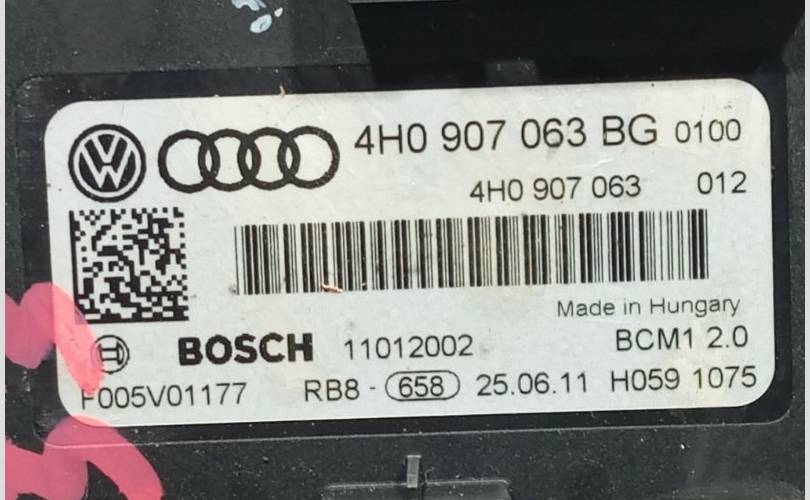 4H0 907 063 BG 0100
4H0 907 063 012
Made in Hungary
BOSCH 11012002 BCM1 2.0
F005V01177 RB8 - 658 25.06.11 H059 1075